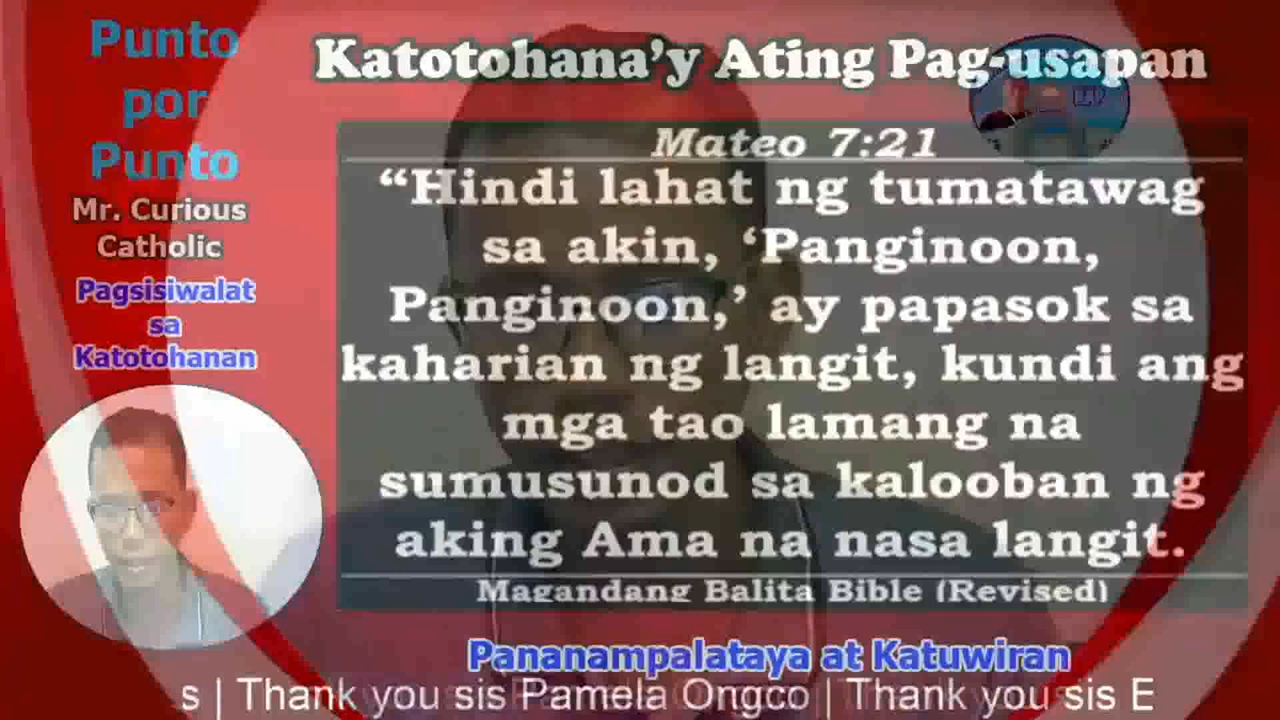 Punto
por
Punto
Mr. Curious
Catholic
Pagsisiwalat
sa
Katotohanan
Katotohana’y Ating Pag-usapan
Mateo 7:21
“Hindi lahat ng tumatawag
sa akin, ‘Panginoon,
Panginoon,’ ay papasok sa
kaharian ng langit, kundi ang
mga tao lamang na
sumusunod sa kalooban ng
aking Ama na nasa langit.
Magandang Balita Bible (Revised)
Pananampalataya at Katuwiran
s | Thank you sis Pamela Ongco | Thank you sis E